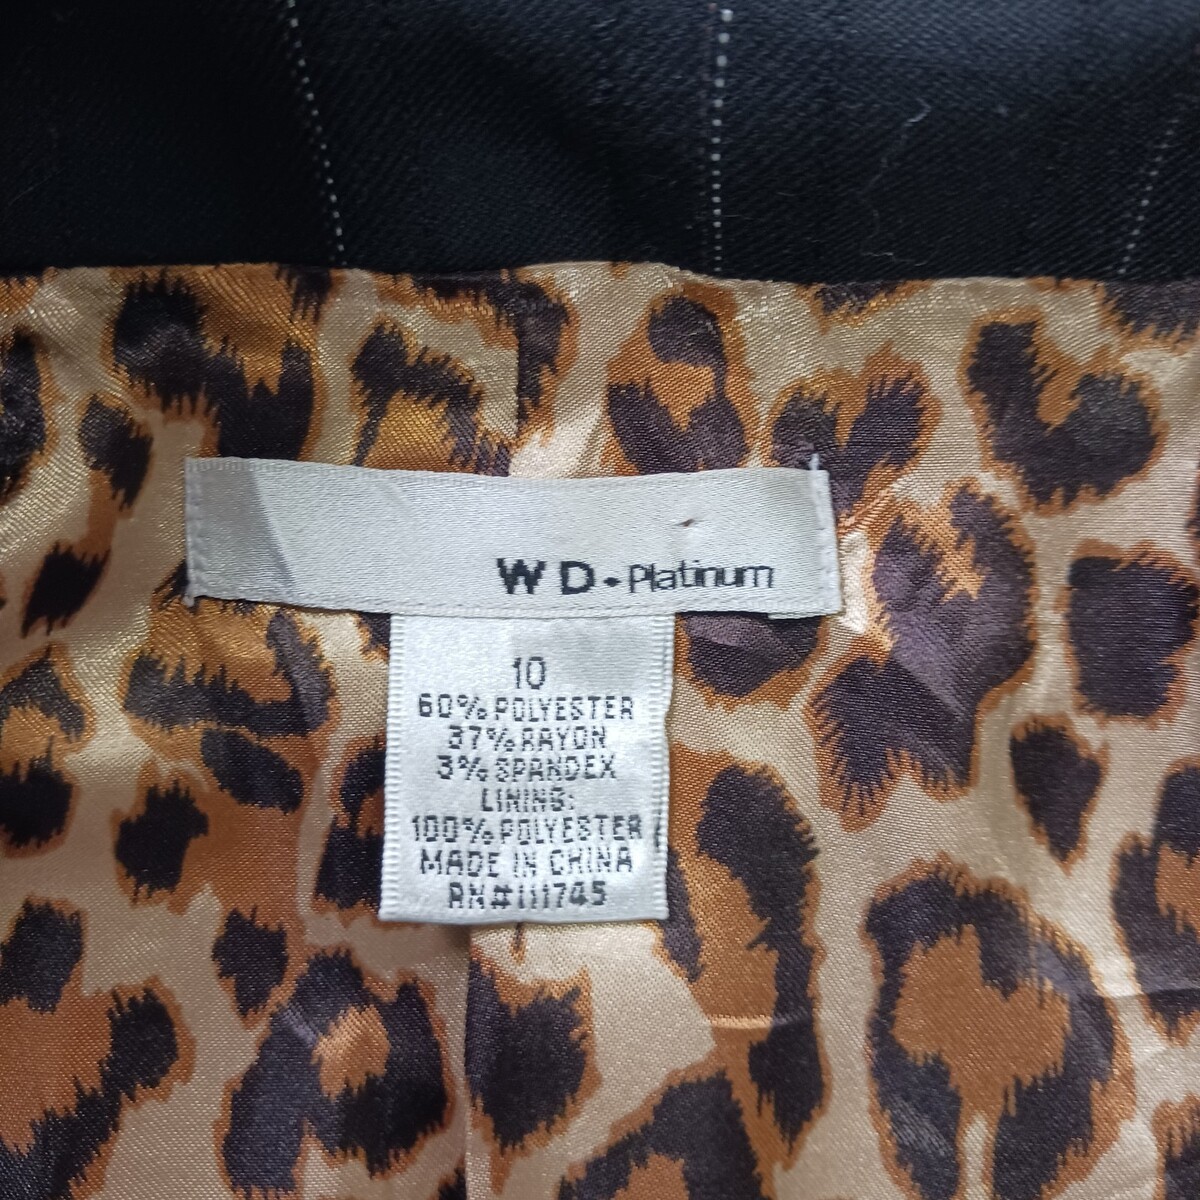 W D • Platinum
10
60% POLYESTER
37% RAYON
3% SPANDEX
LINING:
100% POLYESTER
MADE IN CHINA
RN#111745